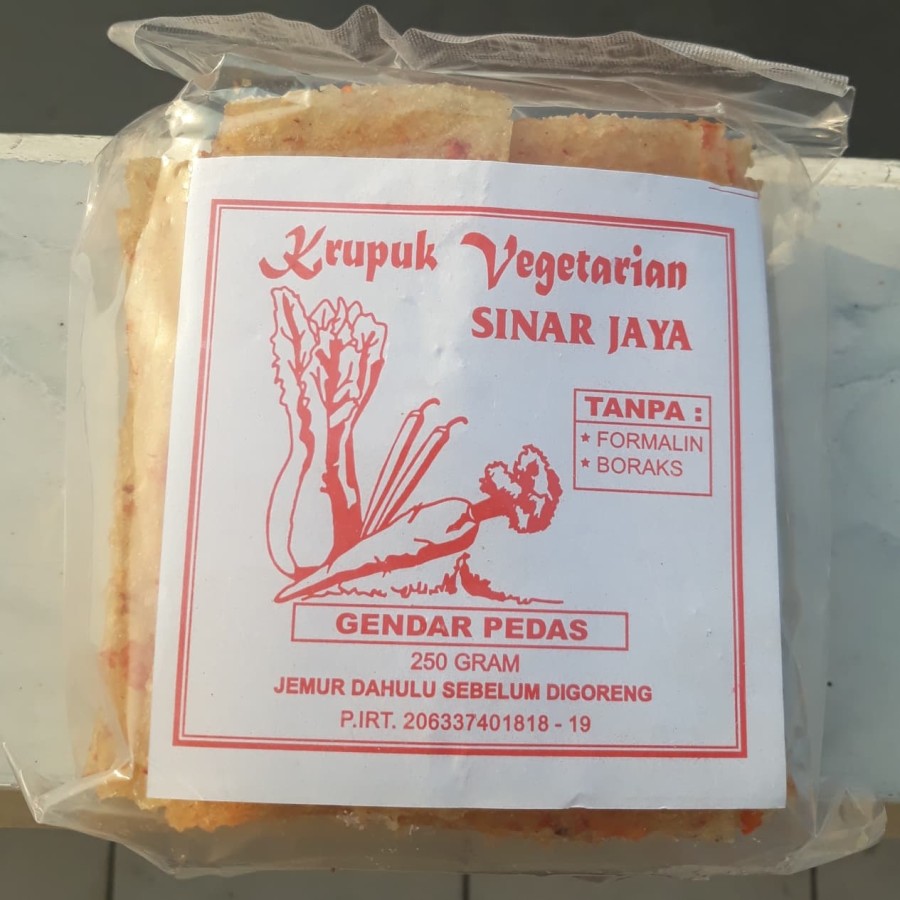 Krupuk Vegetarian
SINAR JAYA
TANPA :
★ FORMALIN
★ BORAKS
GENDAR PEDAS
250 GRAM
JEMUR DAHULU SEBELUM DIGORENG
P.IRT. 206337401818 - 19